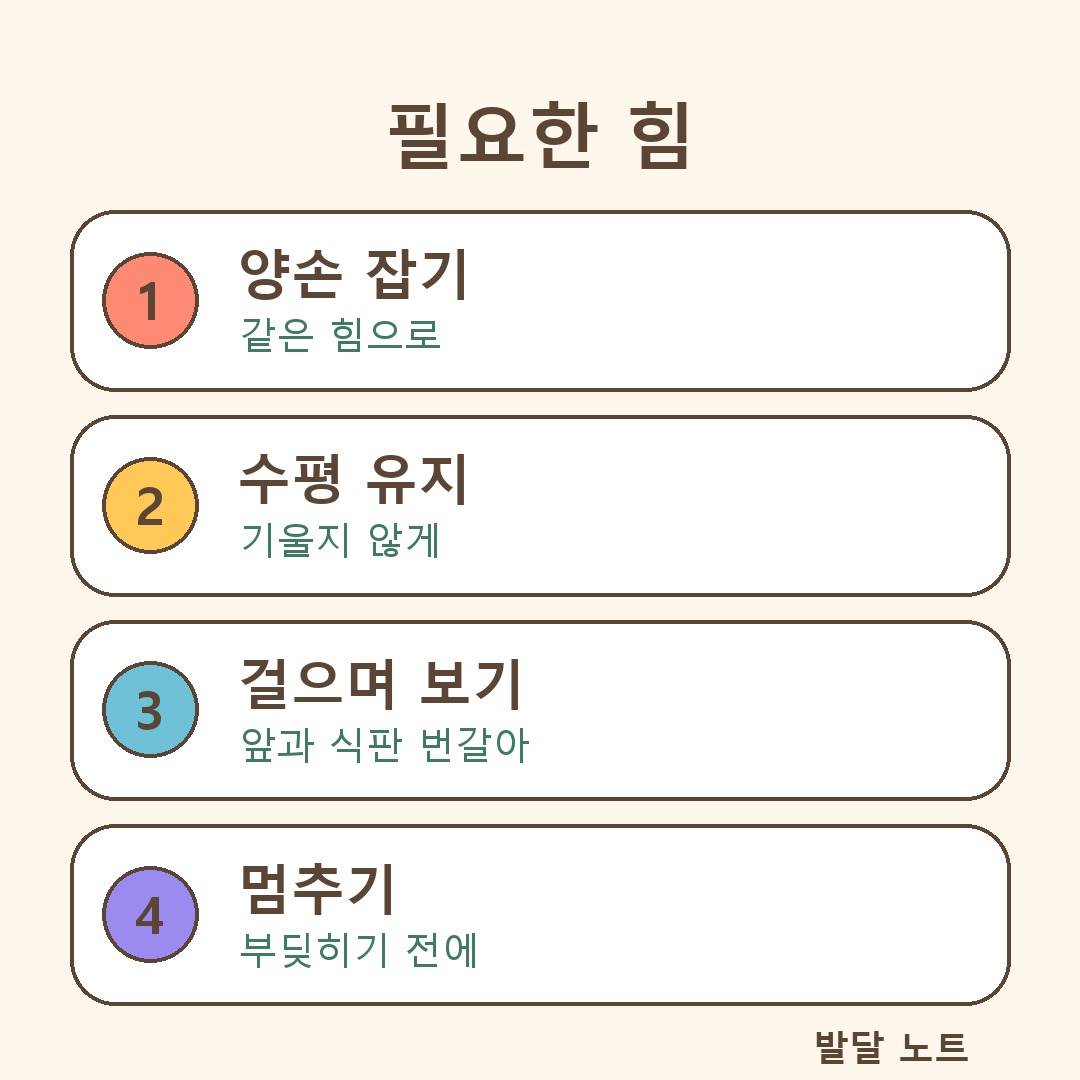 필요한 힘
1
양손 잡기
같은 힘으로
2
수평 유지
기울지 않게
3
걸으며 보기
앞과 식판 번갈아
4
멈추기
부딪히기 전에
발달 노트